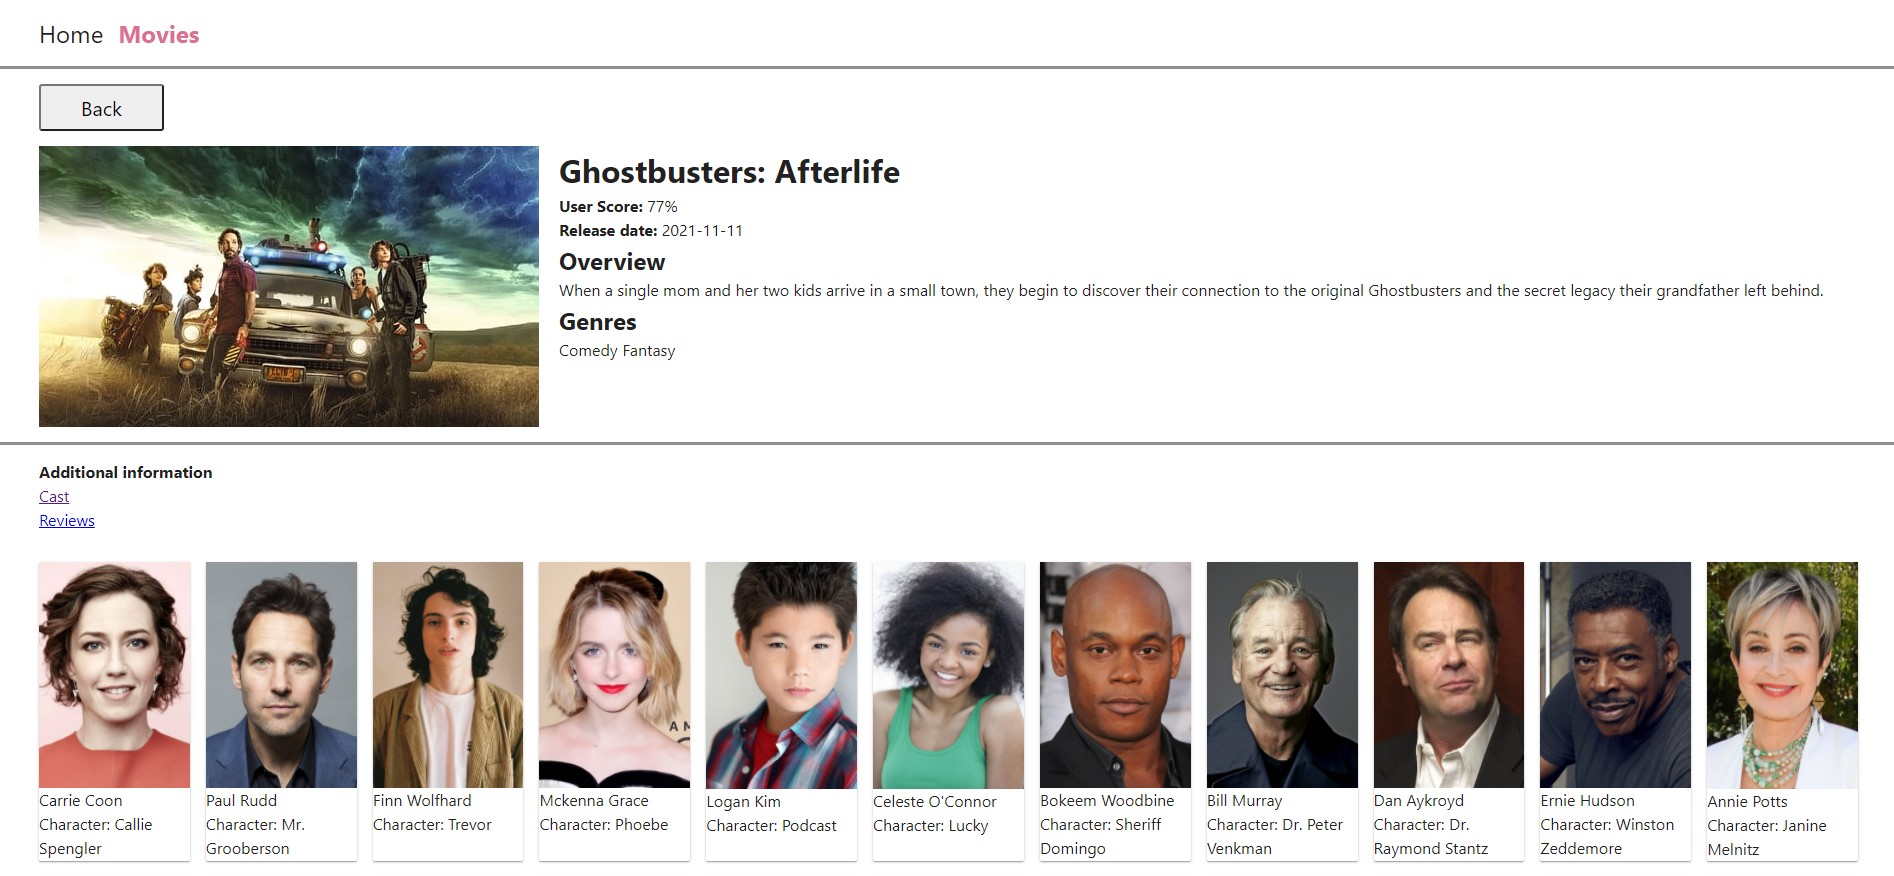 Home Movies
Back
Ghostbusters: Afterlife
User Score: 77%
Release date: 2021-11-11
Overview
When a single mom and her two kids arrive in a small town, they begin to discover their connection to the original Ghostbusters and the secret legacy their grandfather left behind.
Genres
Comedy Fantasy
Additional information
Cast
Reviews
Carrie Coon
Character: Callie
Spengler
Paul Rudd
Character: Mr.
Grooberson
Finn Wolfhard
Character: Trevor
Mckenna Grace
Character: Phoebe
Logan Kim
Character: Podcast
Celeste O'Connor
Character: Lucky
Bokeem Woodbine
Character: Sheriff
Domingo
Bill Murray
Character: Dr. Peter
Venkman
Dan Aykroyd
Character: Dr.
Raymond Stantz
Ernie Hudson
Character: Winston
Zeddemore
Annie Potts
Character: Janine
Melnitz